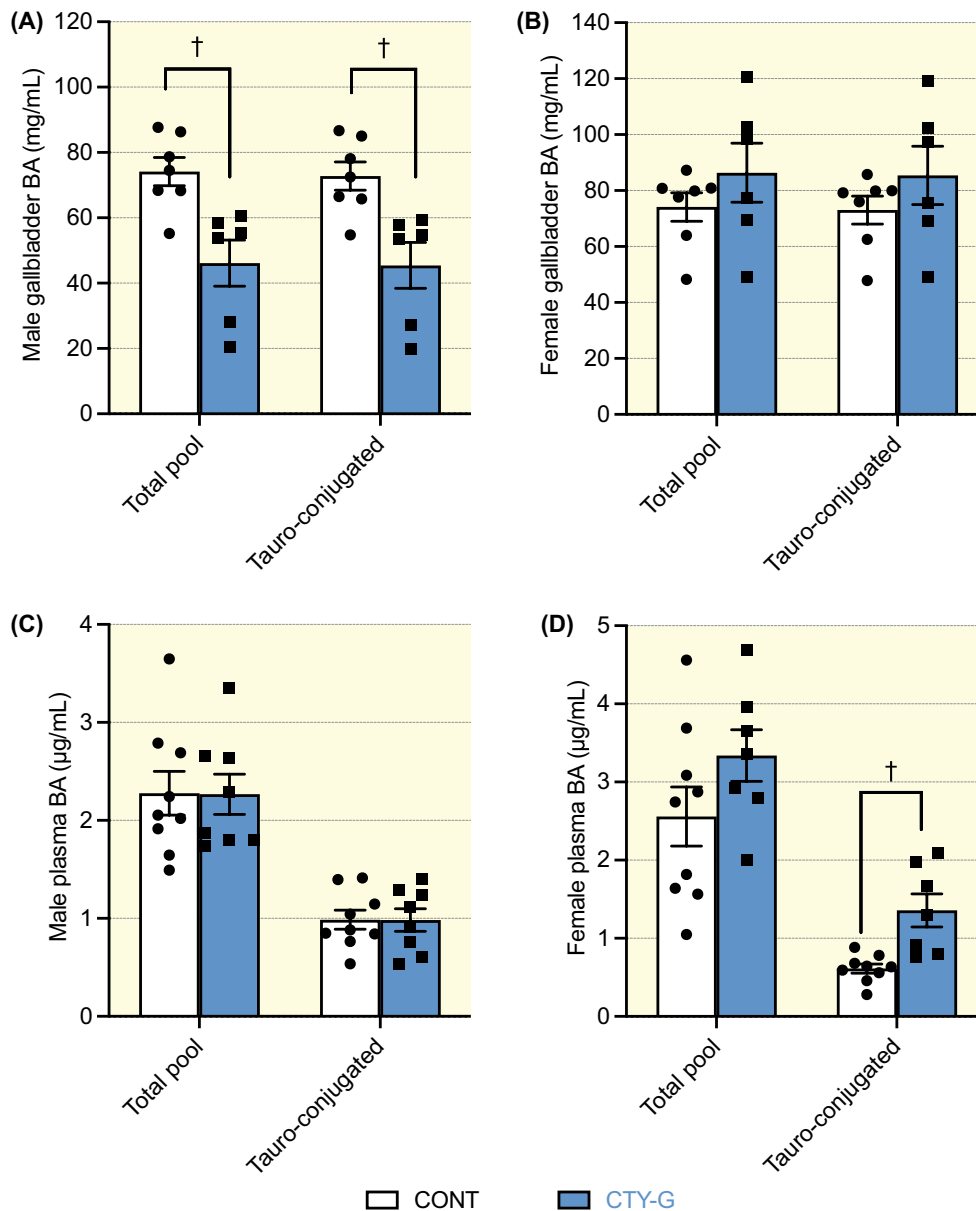 (A)
Male gallbladder BA (mg/mL)
120
100
80
60
40
20
0
†
†
Total pool
Tauro-conjugated
(B)
Female gallbladder BA (mg/mL)
140
120
100
80
60
40
20
0
Total pool
Tauro-conjugated
(C)
Male plasma BA (µg/mL)
4
3
2
1
0
Total pool
Tauro-conjugated
(D)
Female plasma BA (µg/mL)
5
4
3
2
1
0
†
Total pool
Tauro-conjugated
CONT
CTY-G